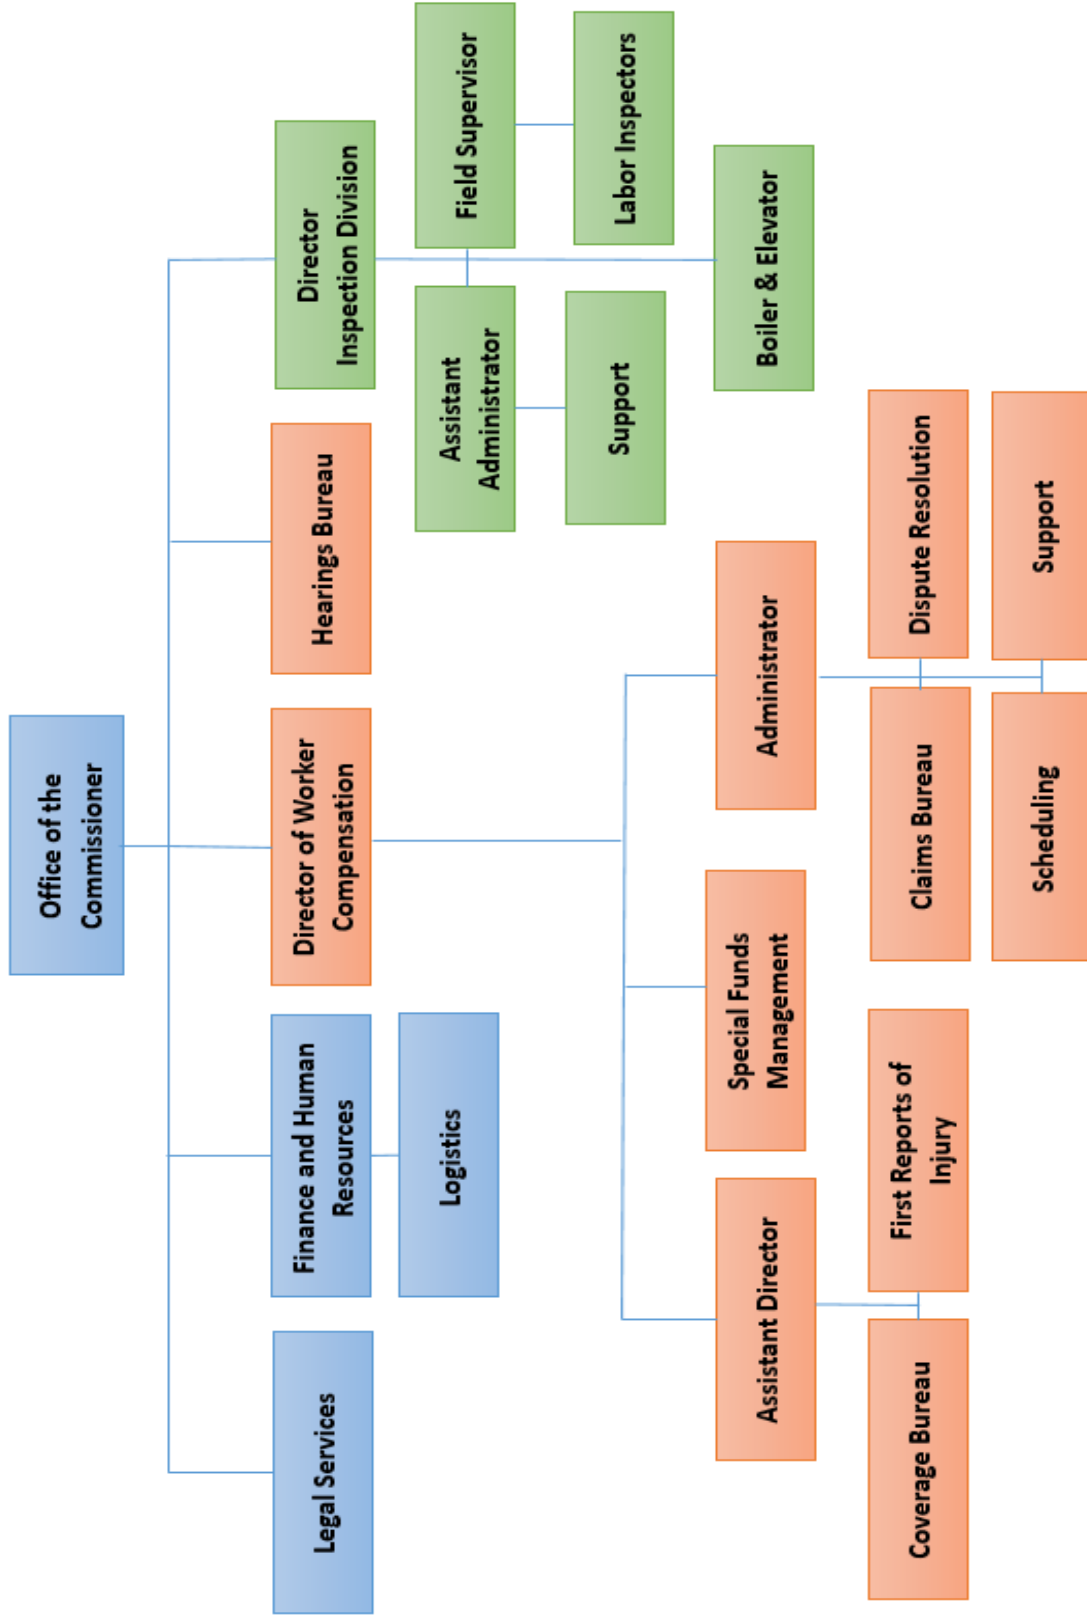 Office of the
Commissioner
Legal Services
Finance and Human
Resources
Director of Worker
Compensation
Hearings Bureau
Director
Inspection Division
Logistics
Assistant
Administrator
Field Supervisor
Support
Labor Inspectors
Boiler & Elevator
Assistant Director
Special Funds
Management
Administrator
Coverage Bureau
First Reports of
Injury
Claims Bureau
Dispute Resolution
Scheduling
Support